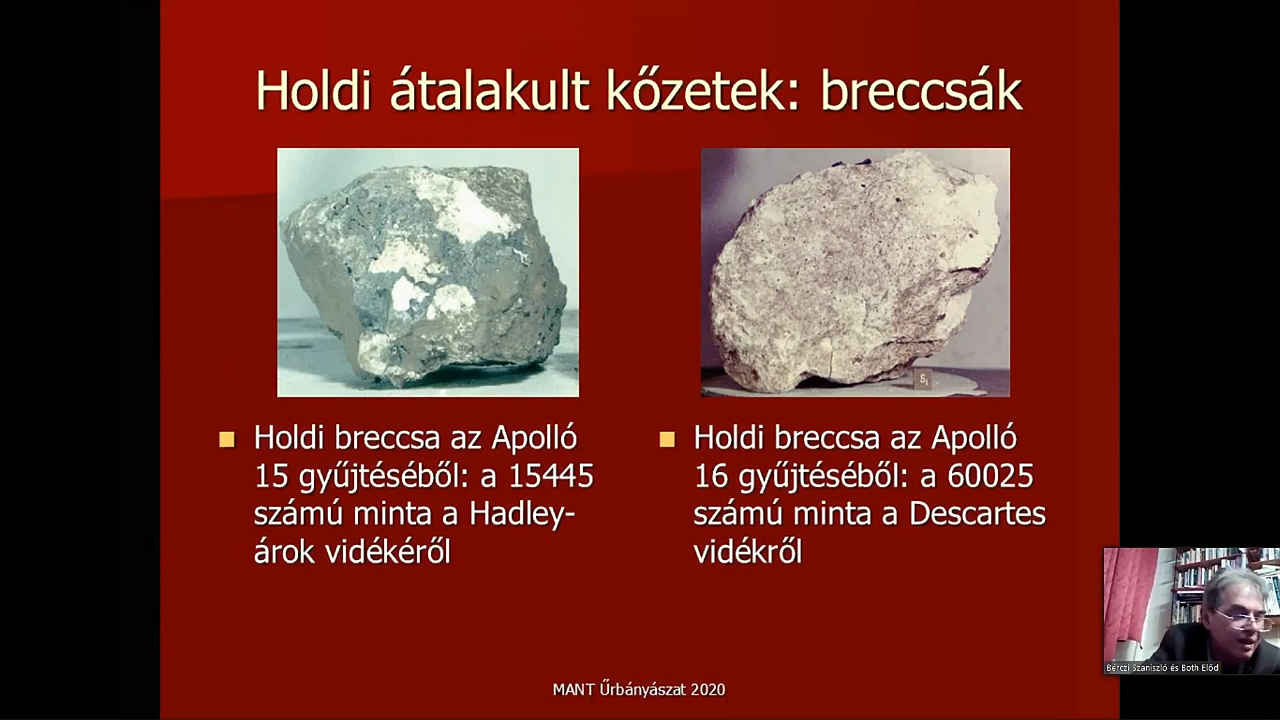 Holdi átalakult kőzetek: breccsák
Holdi breccsa az Apolló
15 gyűjtéséből: a 15445
számú minta a Hadley-
árok vidékéről
Holdi breccsa az Apolló
16 gyűjtéséből: a 60025
számú minta a Descartes
vidékről
S1
MANT Űrbányászat 2020
Bérczi Szaniszló és Both Előd